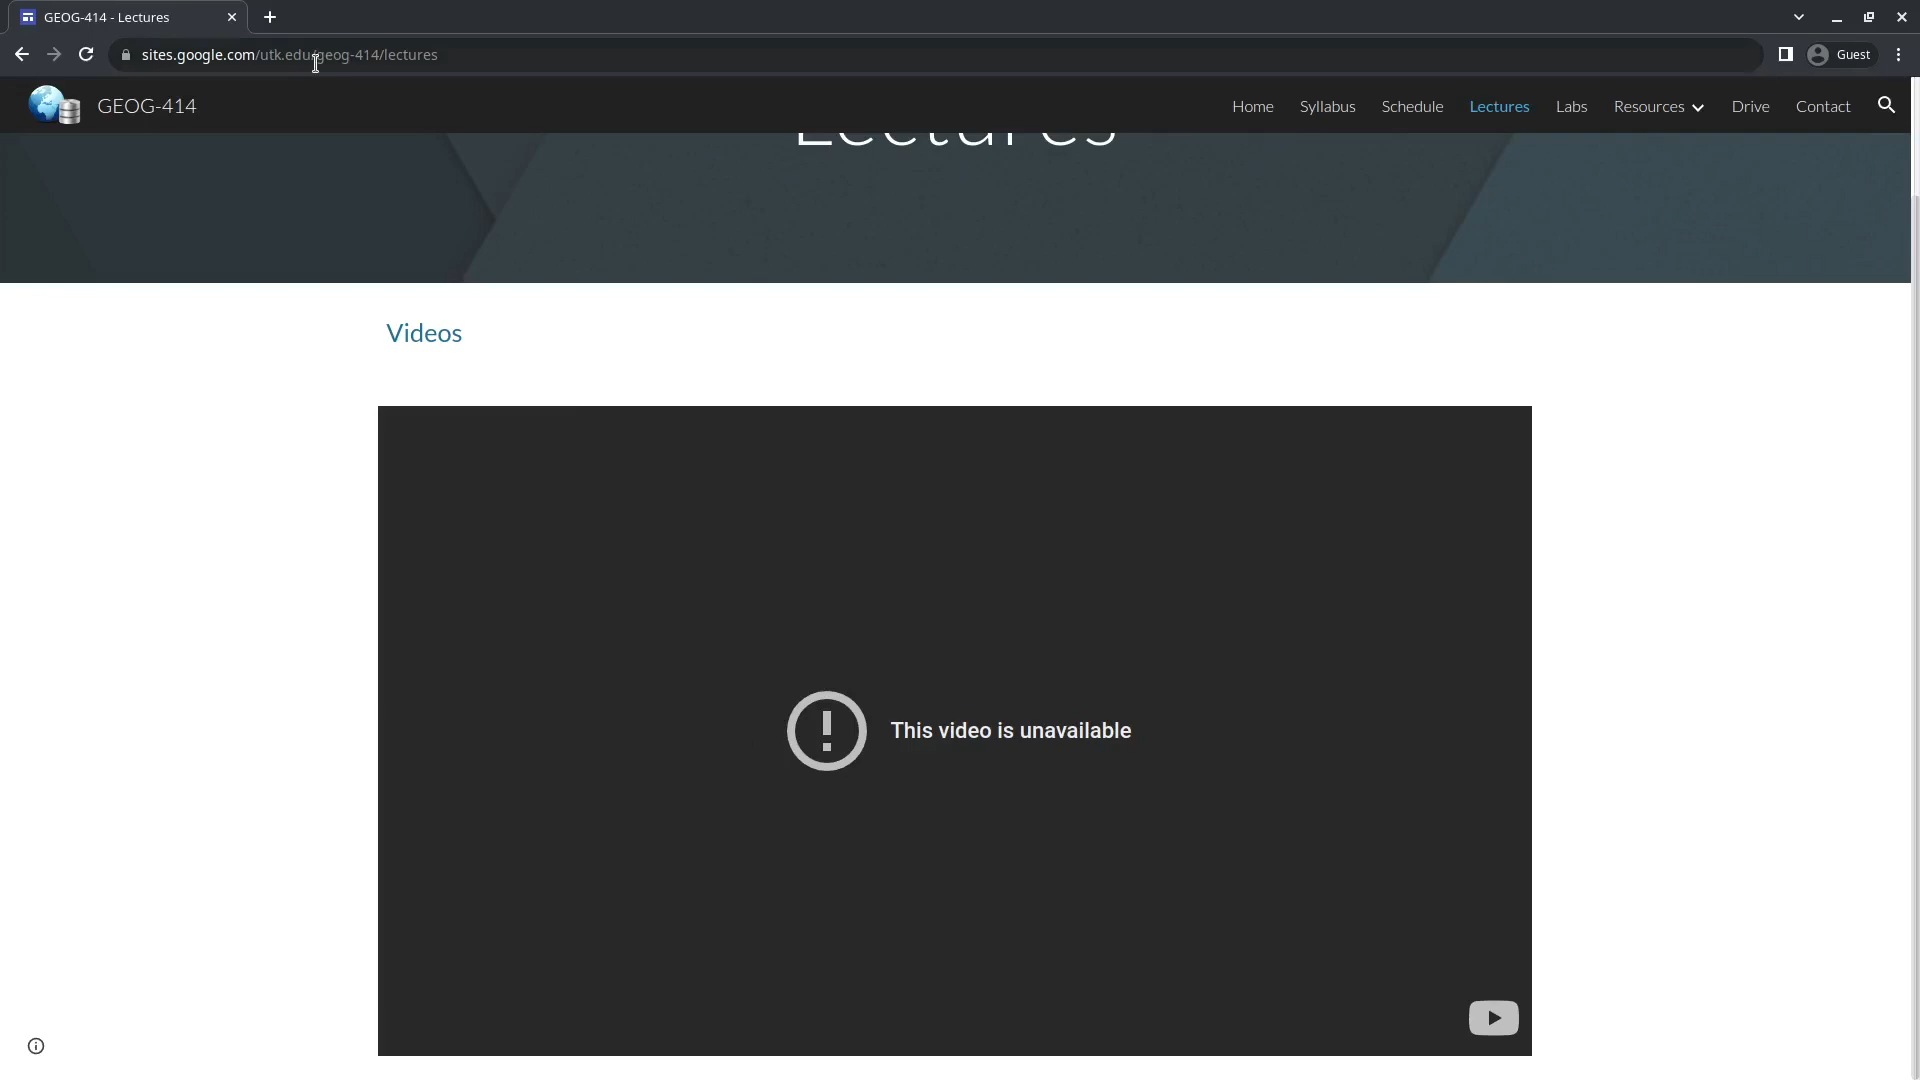 GEOG-414 - Lectures
sites.google.com/utk.edu/geog-414/lectures
Guest
GEOG-414
Home Syllabus Schedule Lectures Labs Resources Drive Contact
Lectures
Videos
This video is unavailable